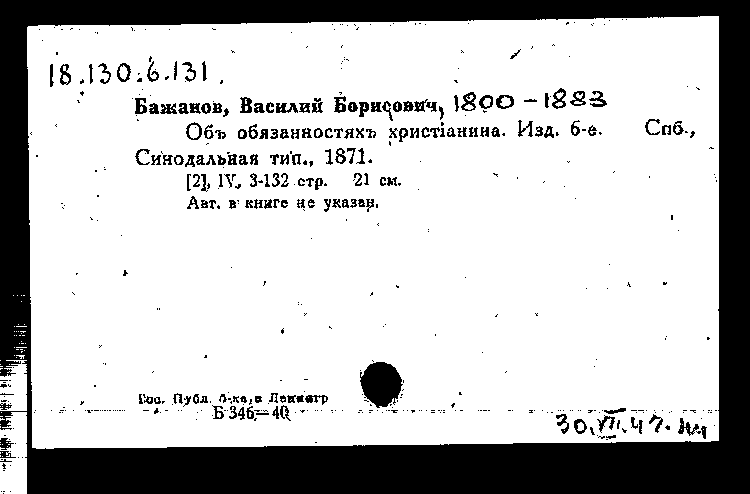 18.130.6.131.
Бажанов, Василий Борисович, 1800-1883
Объ обязанностяхъ христіанина. Изд. 6-е. Спб.,
Синодальная тип., 1871.
[2], IV, 3-132 стр. 21 см.
Авт. в книге не указан.
Гос. Публ. б-ка, в Ленингр
Б 346—40
30.VII.47.